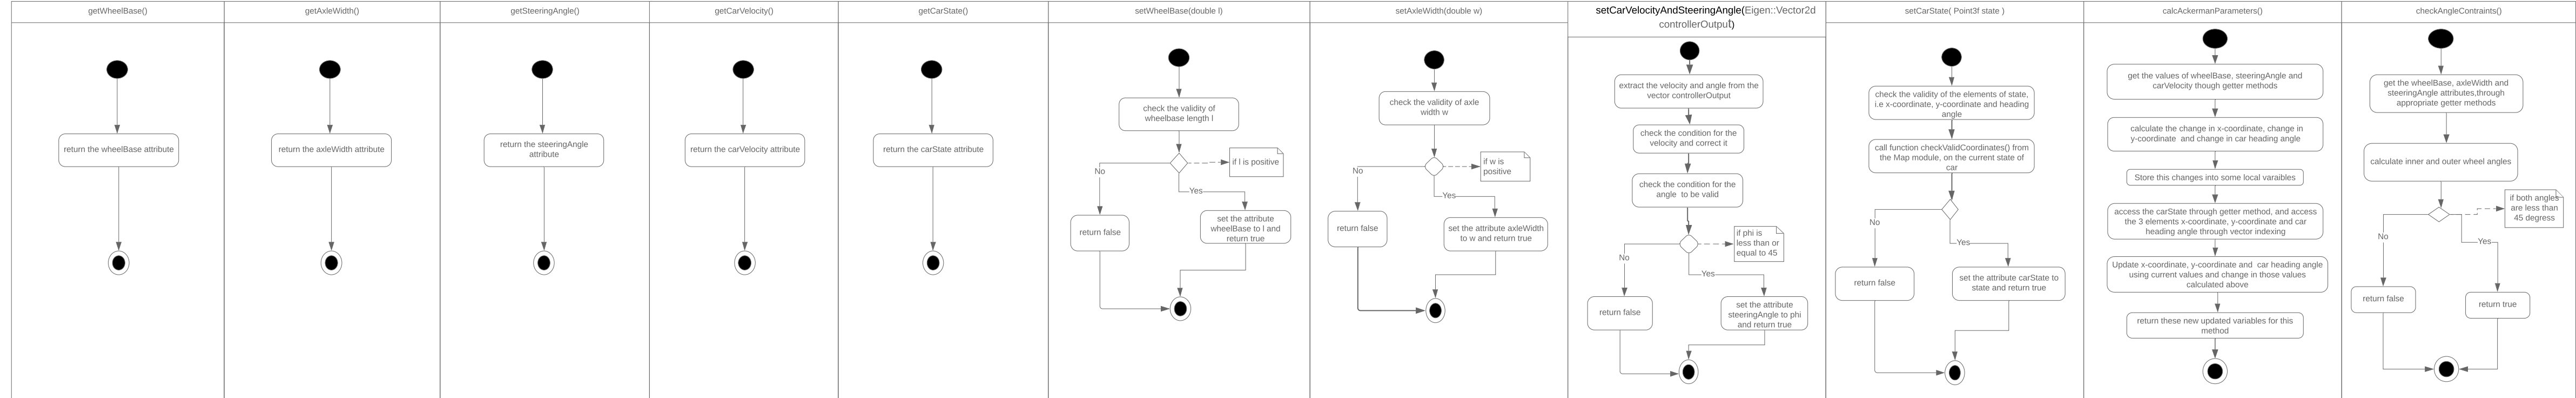 getWheelBase()
return the wheelBase attribute
getAxleWidth()
return the axleWidth attribute
getSteeringAngle()
return the steeringAngle
attribute
getCarVelocity()
return the carVelocity attribute
getCarState()
return the carState attribute
setWheelBase(double l)
check the validity of
wheelbase length l
if l is positive
No
Yes
return false
set the attribute
wheelBase to l and
return true
setAxleWidth(double w)
check the validity of axle
width w
if w is
positive
No
Yes
return false
set the attribute axleWidth
to w and return true
setCarVelocityAndSteeringAngle(Eigen::Vector2d
controllerOutput)
extract the velocity and angle from the
vector controllerOutput
check the condition for the
velocity and correct it
check the condition for the
angle to be valid
if phi is
less than or
equal to 45
No
Yes
return false
set the attribute
steeringAngle to phi
and return true
setCarState( Point3f state )
check the validity of the elements of state,
i.e x-coordinate, y-coordinate and heading
angle
call function checkValidCoordinates() from
the Map module, on the current state of
car
No
Yes
return false
set the attribute carState to
state and return true
calcAckermanParameters()
get the values of wheelBase, steeringAngle and
carVelocity though getter methods
calculate the change in x-coordinate, change in
y-coordinate and change in car heading angle
Store this changes into some local varaibles
access the carState through getter method, and access
the 3 elements x-coordinate, y-coordinate and car
heading angle through vector indexing
Update x-coordinate, y-coordinate and car heading angle
using current values and change in those values
calculated above
return these new updated variables for this
method
checkAngleContraints()
get the wheelBase, axleWidth and
steeringAngle attributes,through
appropriate getter methods
calculate inner and outer wheel angles
if both angles
are less than
45 degress
No
Yes
return false
return true